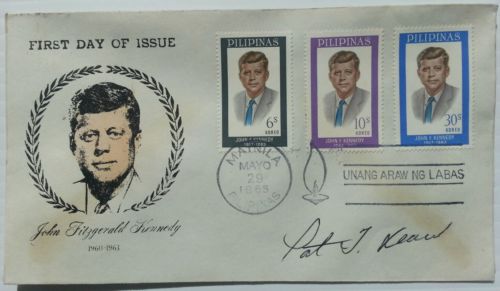 FIRST DAY OF ISSUE
John Fitzgerald Kennedy
1960-1963
PILIPINAS
6s
KOREO
JOHN F. KENNEDY
1917-1963
PILIPINAS
10s
KOREO
JOHN F. KENNEDY
1917-1963
PILIPINAS
30s
KOREO
JOHN F. KENNEDY
1917-1963
MAYNILA
MAYO
29
1965
PILIPINAS
UNANG ARAW NG LABAS
Pat T.